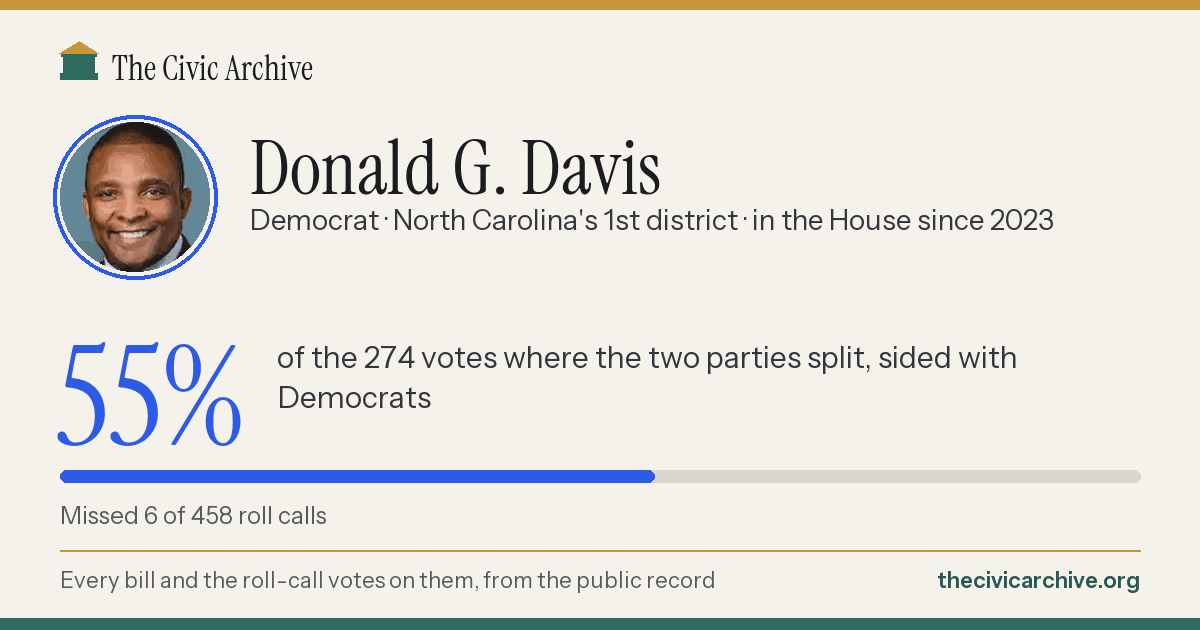 The Civic Archive
Donald G. Davis
Democrat · North Carolina's 1st district · in the House since 2023
55%
of the 274 votes where the two parties split, sided with
Democrats
Missed 6 of 458 roll calls
Every bill and the roll-call votes on them, from the public record
thecivicarchive.org